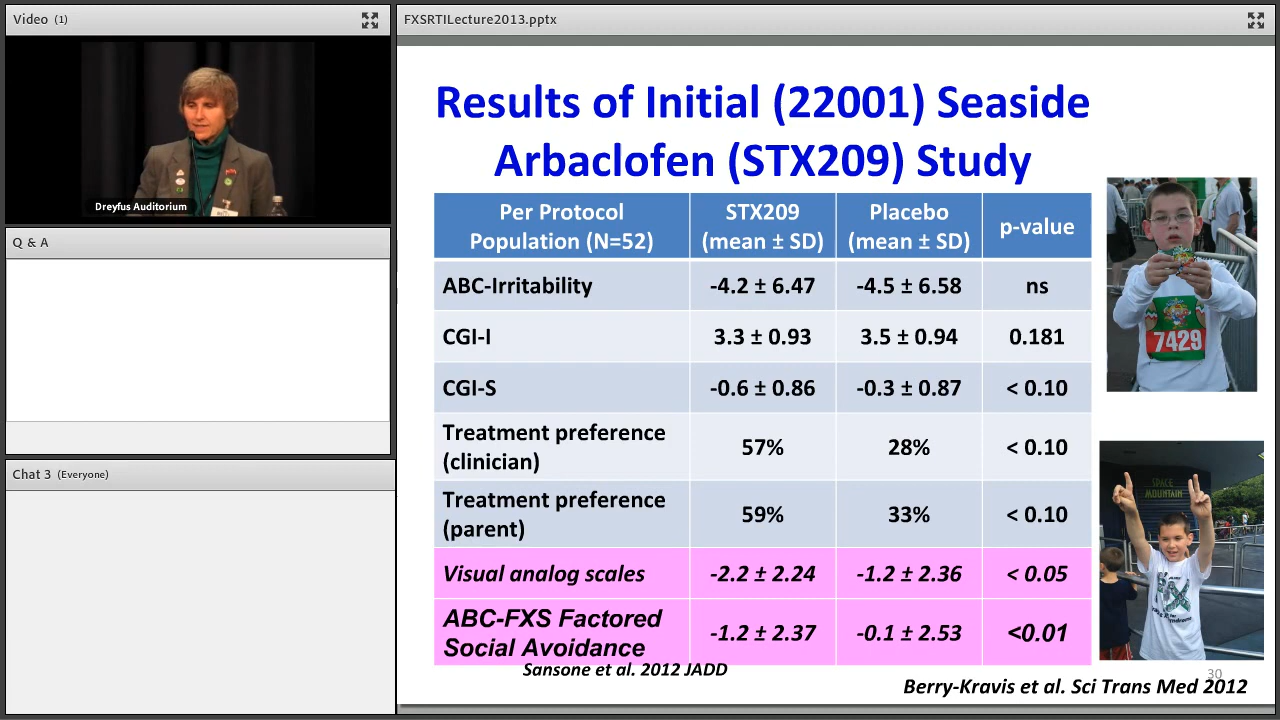 Video (1)
Dreyfus Auditorium
Q & A
Chat 3 (Everyone)
FXSRTILecture2013.pptx
Results of Initial (22001) Seaside
Arbaclofen (STX209) Study
Per Protocol
Population (N=52)
STX209
(mean ± SD)
Placebo
(mean ± SD)
p-value
ABC-Irritability -4.2 ± 6.47 -4.5 ± 6.58 ns
CGI-I 3.3 ± 0.93 3.5 ± 0.94 0.181
CGI-S -0.6 ± 0.86 -0.3 ± 0.87 < 0.10
Treatment preference
(clinician)
57% 28% < 0.10
Treatment preference
(parent)
59% 33% < 0.10
Visual analog scales -2.2 ± 2.24 -1.2 ± 2.36 < 0.05
ABC-FXS Factored
Social Avoidance
-1.2 ± 2.37 -0.1 ± 2.53 <0.01
Sansone et al. 2012 JADD
30
Berry-Kravis et al. Sci Trans Med 2012
7429
SPACE
MOUNTAIN